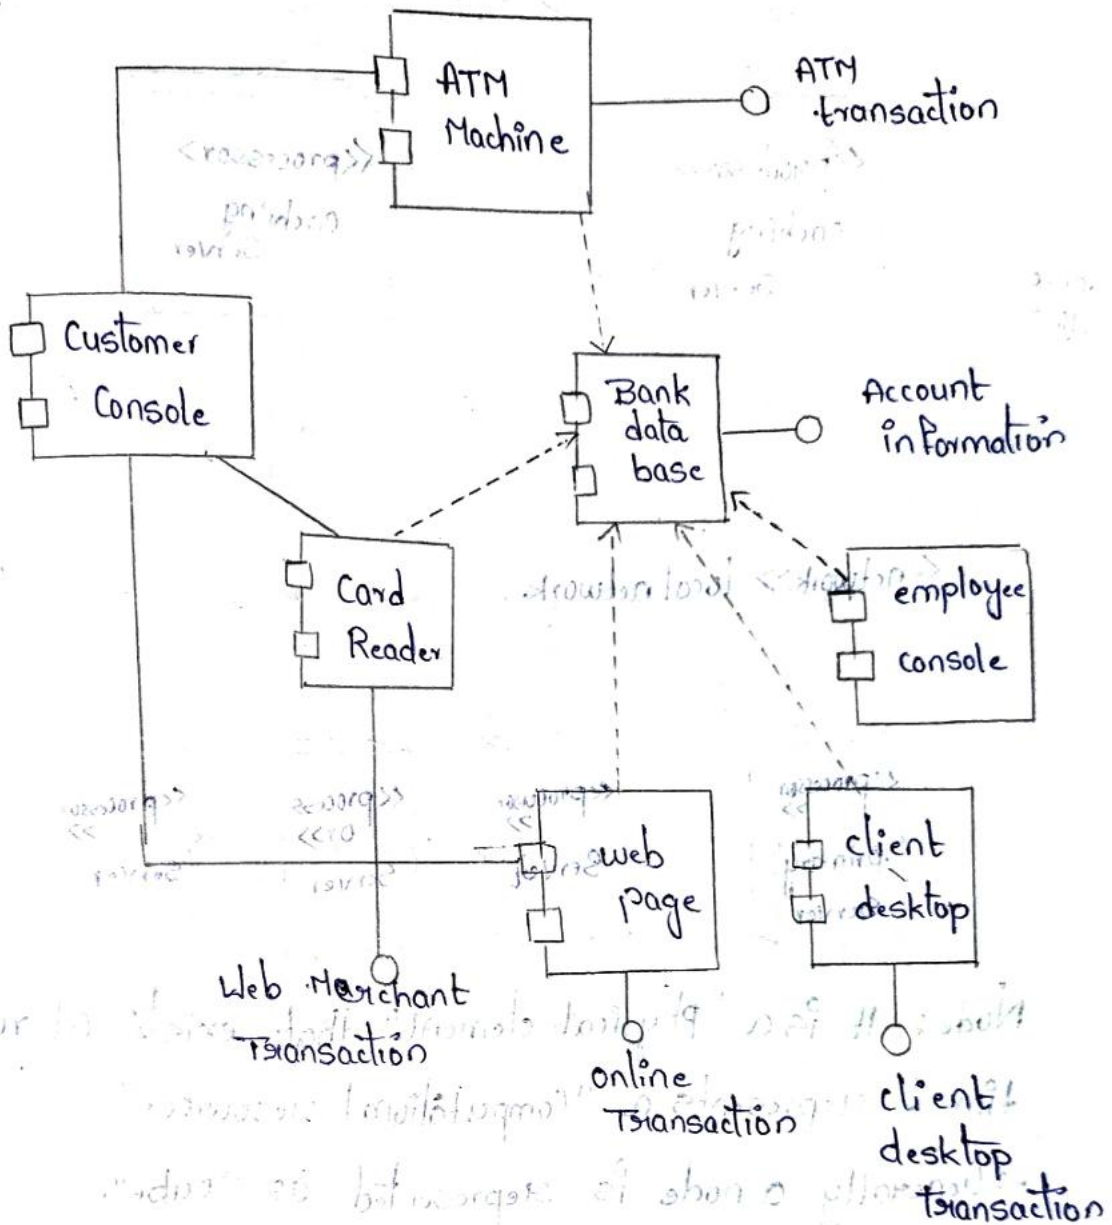 ATM
Machine
ATM
transaction
Customer
Console
Bank
data
base
Account
information
Card
Reader
employee
console
web
page
client
desktop
Web Merchant
Transaction
online
Transaction
client
desktop
transaction